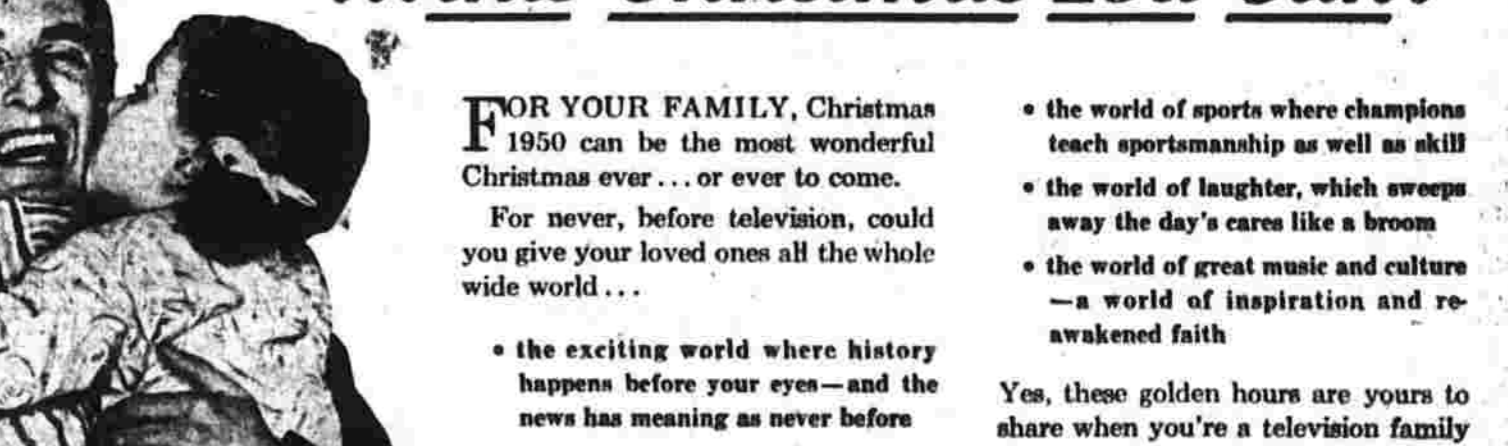 FOR YOUR FAMILY, Christmas
1950 can be the most wonderful
Christmas ever... or ever to come.
For never, before television, could
you give your loved ones all the whole
wide world...
• the exciting world where history
happens before your eyes—and the
news has meaning as never before
• the world of sports where champions
teach sportsmanship as well as skill
• the world of laughter, which sweeps
away the day's cares like a broom
• the world of great music and culture
—a world of inspiration and re-
awakened faith
Yes, these golden hours are yours to
share when you're a television family